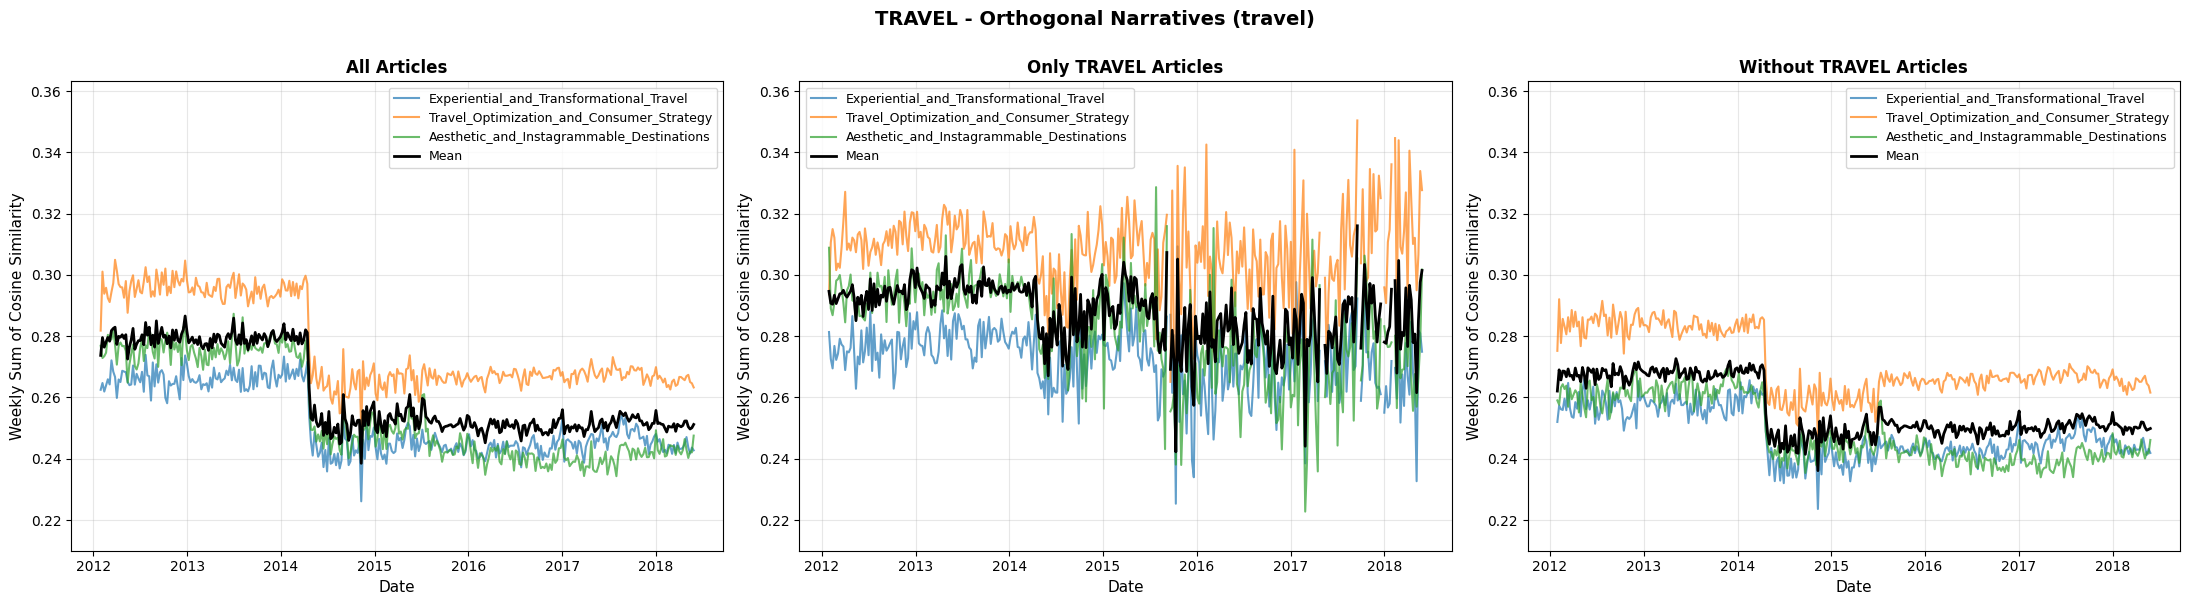 TRAVEL - Orthogonal Narratives (travel)
All Articles
Weekly Sum of Cosine Similarity
0.36
0.34
0.32
0.30
0.28
0.26
0.24
0.22
Experiential_and_Transformational_Travel
Travel_Optimization_and_Consumer_Strategy
Aesthetic_and_Instagrammable_Destinations
Mean
2012 2013 2014 2015 2016 2017 2018
Date
Only TRAVEL Articles
Weekly Sum of Cosine Similarity
0.36
0.34
0.32
0.30
0.28
0.26
0.24
0.22
Experiential_and_Transformational_Travel
Travel_Optimization_and_Consumer_Strategy
Aesthetic_and_Instagrammable_Destinations
Mean
2012 2013 2014 2015 2016 2017 2018
Date
Without TRAVEL Articles
Weekly Sum of Cosine Similarity
0.36
0.34
0.32
0.30
0.28
0.26
0.24
0.22
Experiential_and_Transformational_Travel
Travel_Optimization_and_Consumer_Strategy
Aesthetic_and_Instagrammable_Destinations
Mean
2012 2013 2014 2015 2016 2017 2018
Date